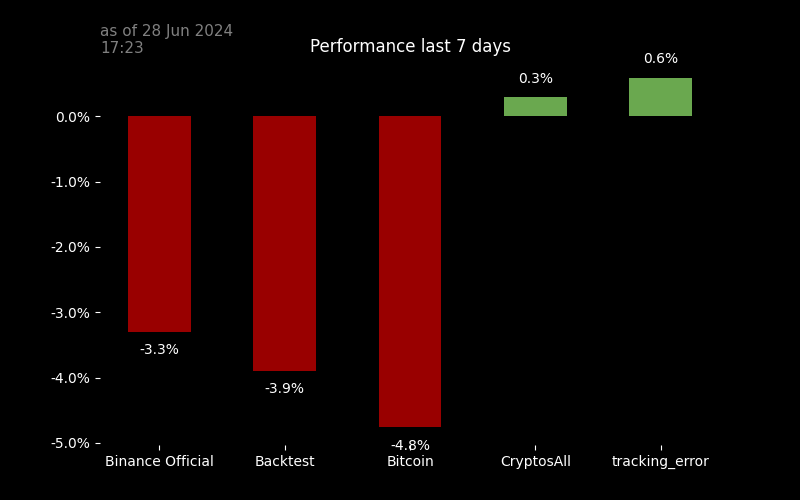 as of 28 Jun 2024
17:23
Performance last 7 days
0.6%
0.3%
0.0%
-1.0%
-2.0%
-3.0%
-3.3%
-4.0%
-3.9%
-5.0%
-4.8%
Binance Official
Backtest
Bitcoin
CryptosAll
tracking_error